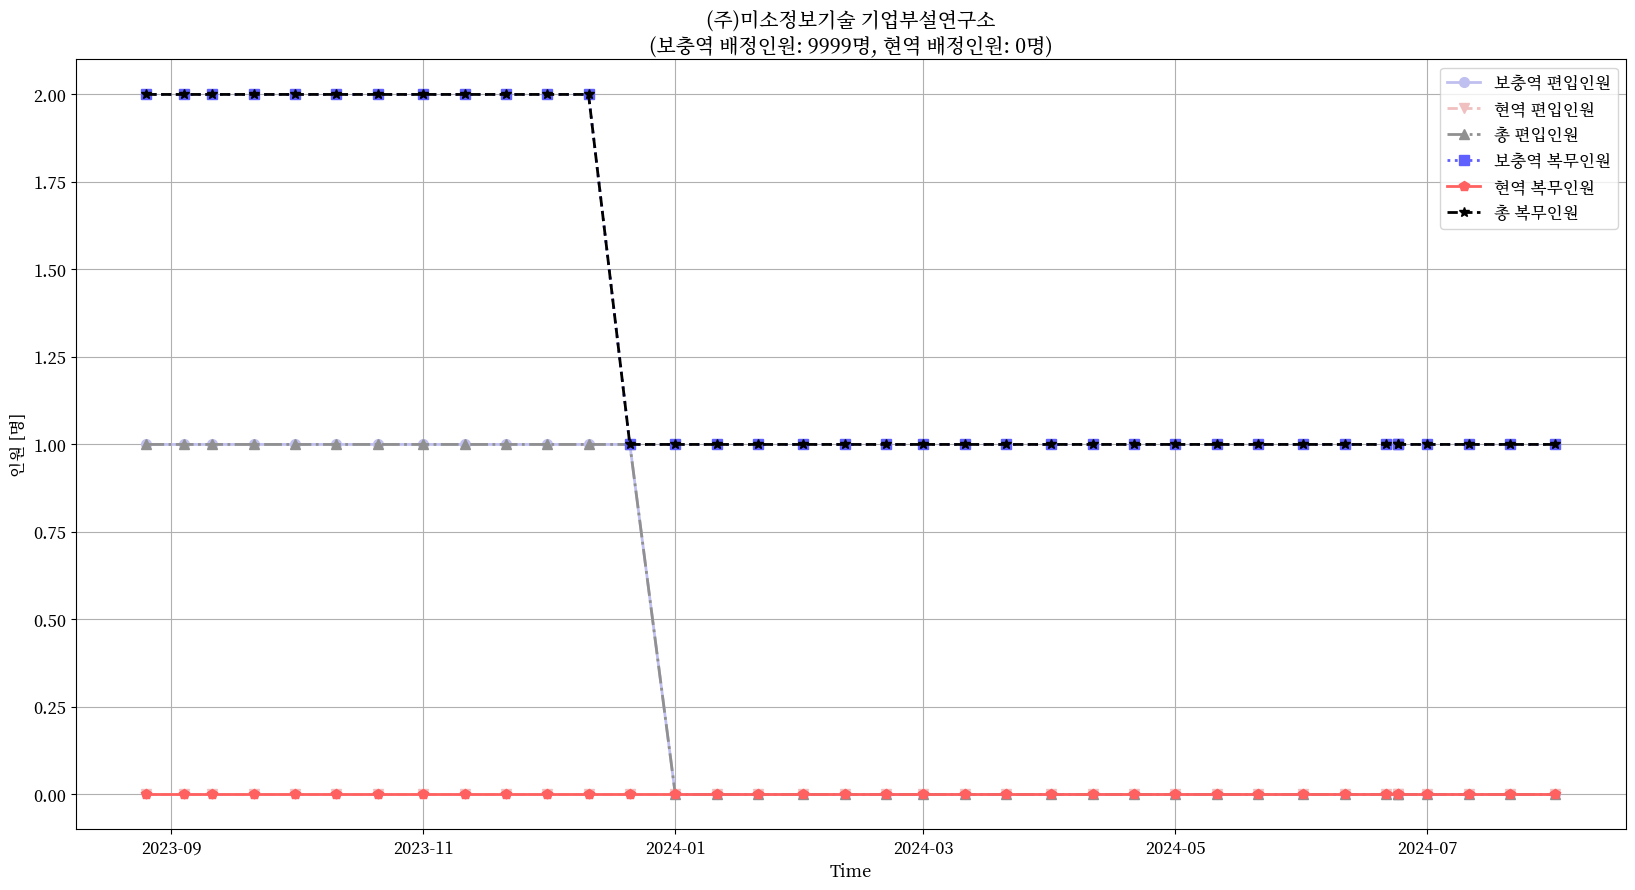 (주)미소정보기술 기업부설연구소
(보충역 배정인원: 9999명, 현역 배정인원: 0명)
보충역 편입인원
현역 편입인원
총 편입인원
보충역 복무인원
현역 복무인원
총 복무인원
인원 [명]
2.00
1.75
1.50
1.25
1.00
0.75
0.50
0.25
0.00
2023-09
2023-11
2024-01
2024-03
2024-05
2024-07
Time